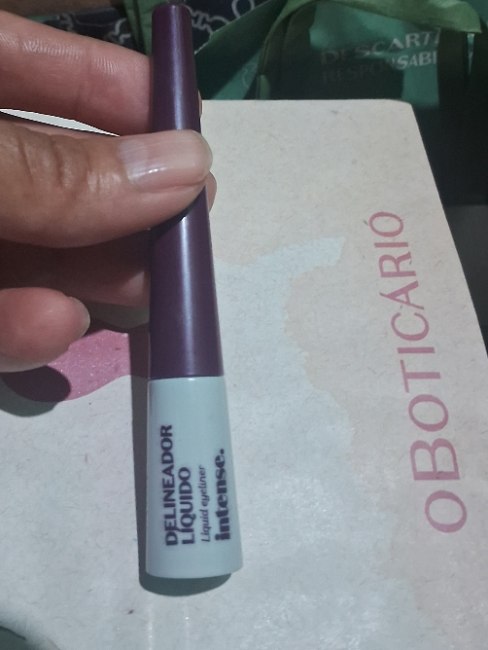 DELINEADOR
LÍQUIDO
Liquid eyeliner
intense.
OBOTICÁRIO
DESCARTE